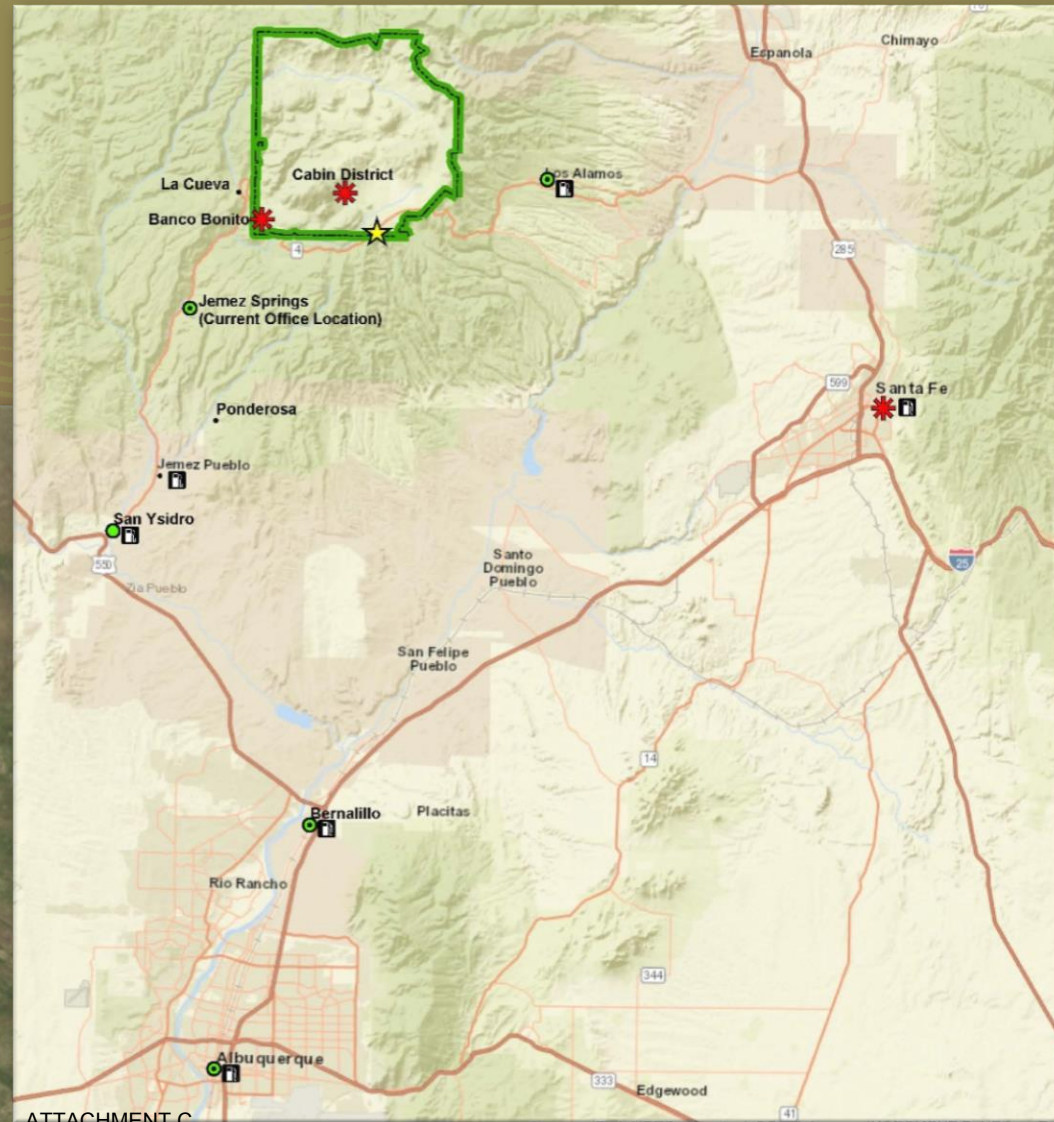 Chimayo
Espanola
Cabin District
Los Alamos
La Cueva
Banco Bonito
4
285
Jemez Springs
(Current Office Location)
599
Santa Fe
Ponderosa
Jemez Pueblo
San Ysidro
550
Santo
Domingo
Pueblo
25
Zia Pueblo
San Felipe
Pueblo
14
Bernalillo
Placitas
Rio Rancho
344
Albuquerque
333
Edgewood
41
ATTACHMENT C